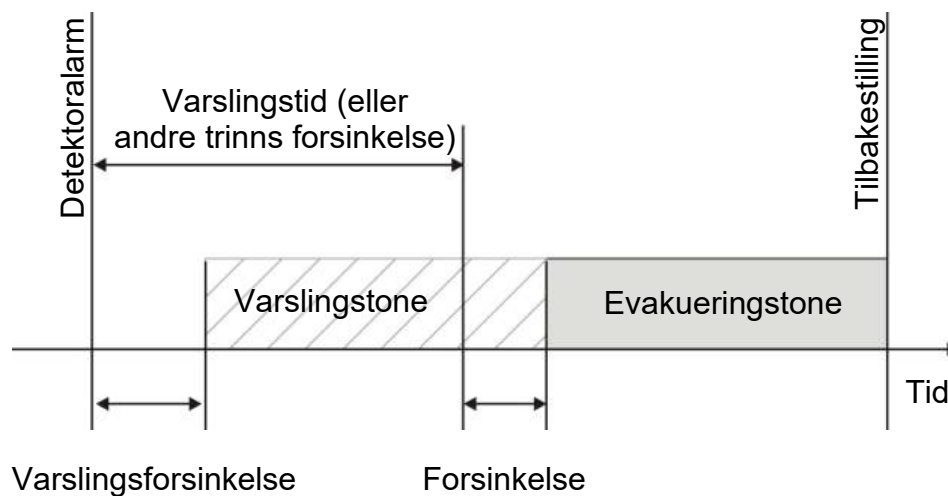 Detektoralarm
Varslingstid (eller
andre trinns forsinkelse)
Tilbakestilling
Varslingstone
Evakueringstone
Tid
Varslingsforsinkelse
Forsinkelse